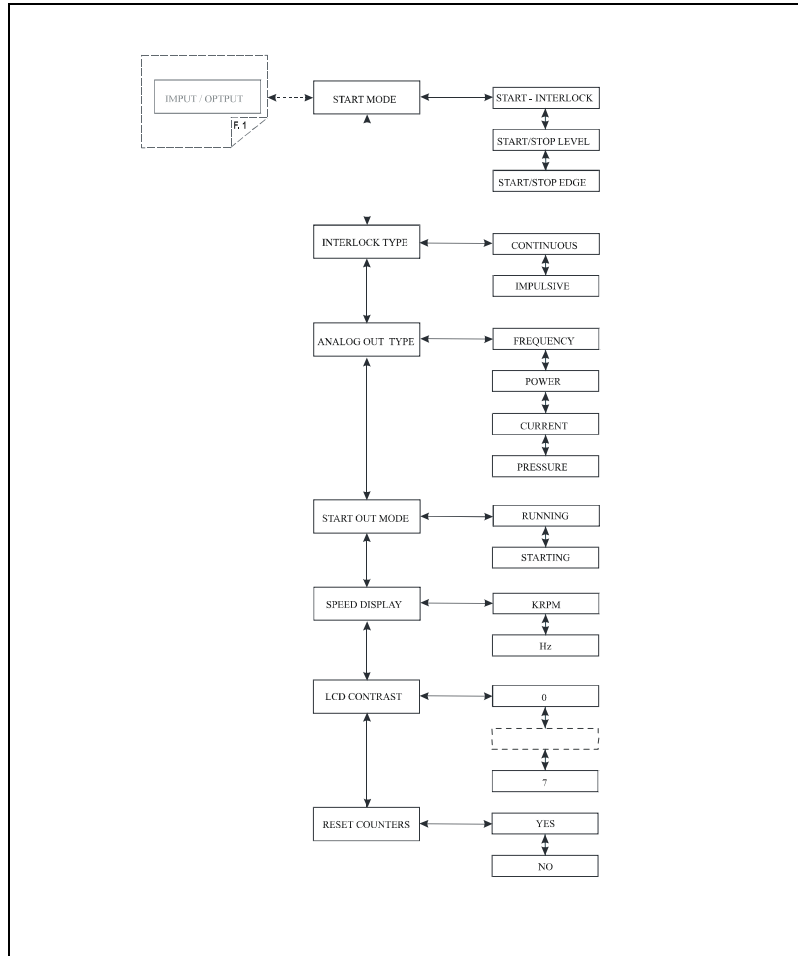 IMPUT / OPTPUT
F. 1
START MODE
START - INTERLOCK
START/STOP LEVEL
START/STOP EDGE
INTERLOCK TYPE
CONTINUOUS
IMPULSIVE
ANALOG OUT TYPE
FREQUENCY
POWER
CURRENT
PRESSURE
START OUT MODE
RUNNING
STARTING
SPEED DISPLAY
KRPM
Hz
LCD CONTRAST
0
7
RESET COUNTERS
YES
NO